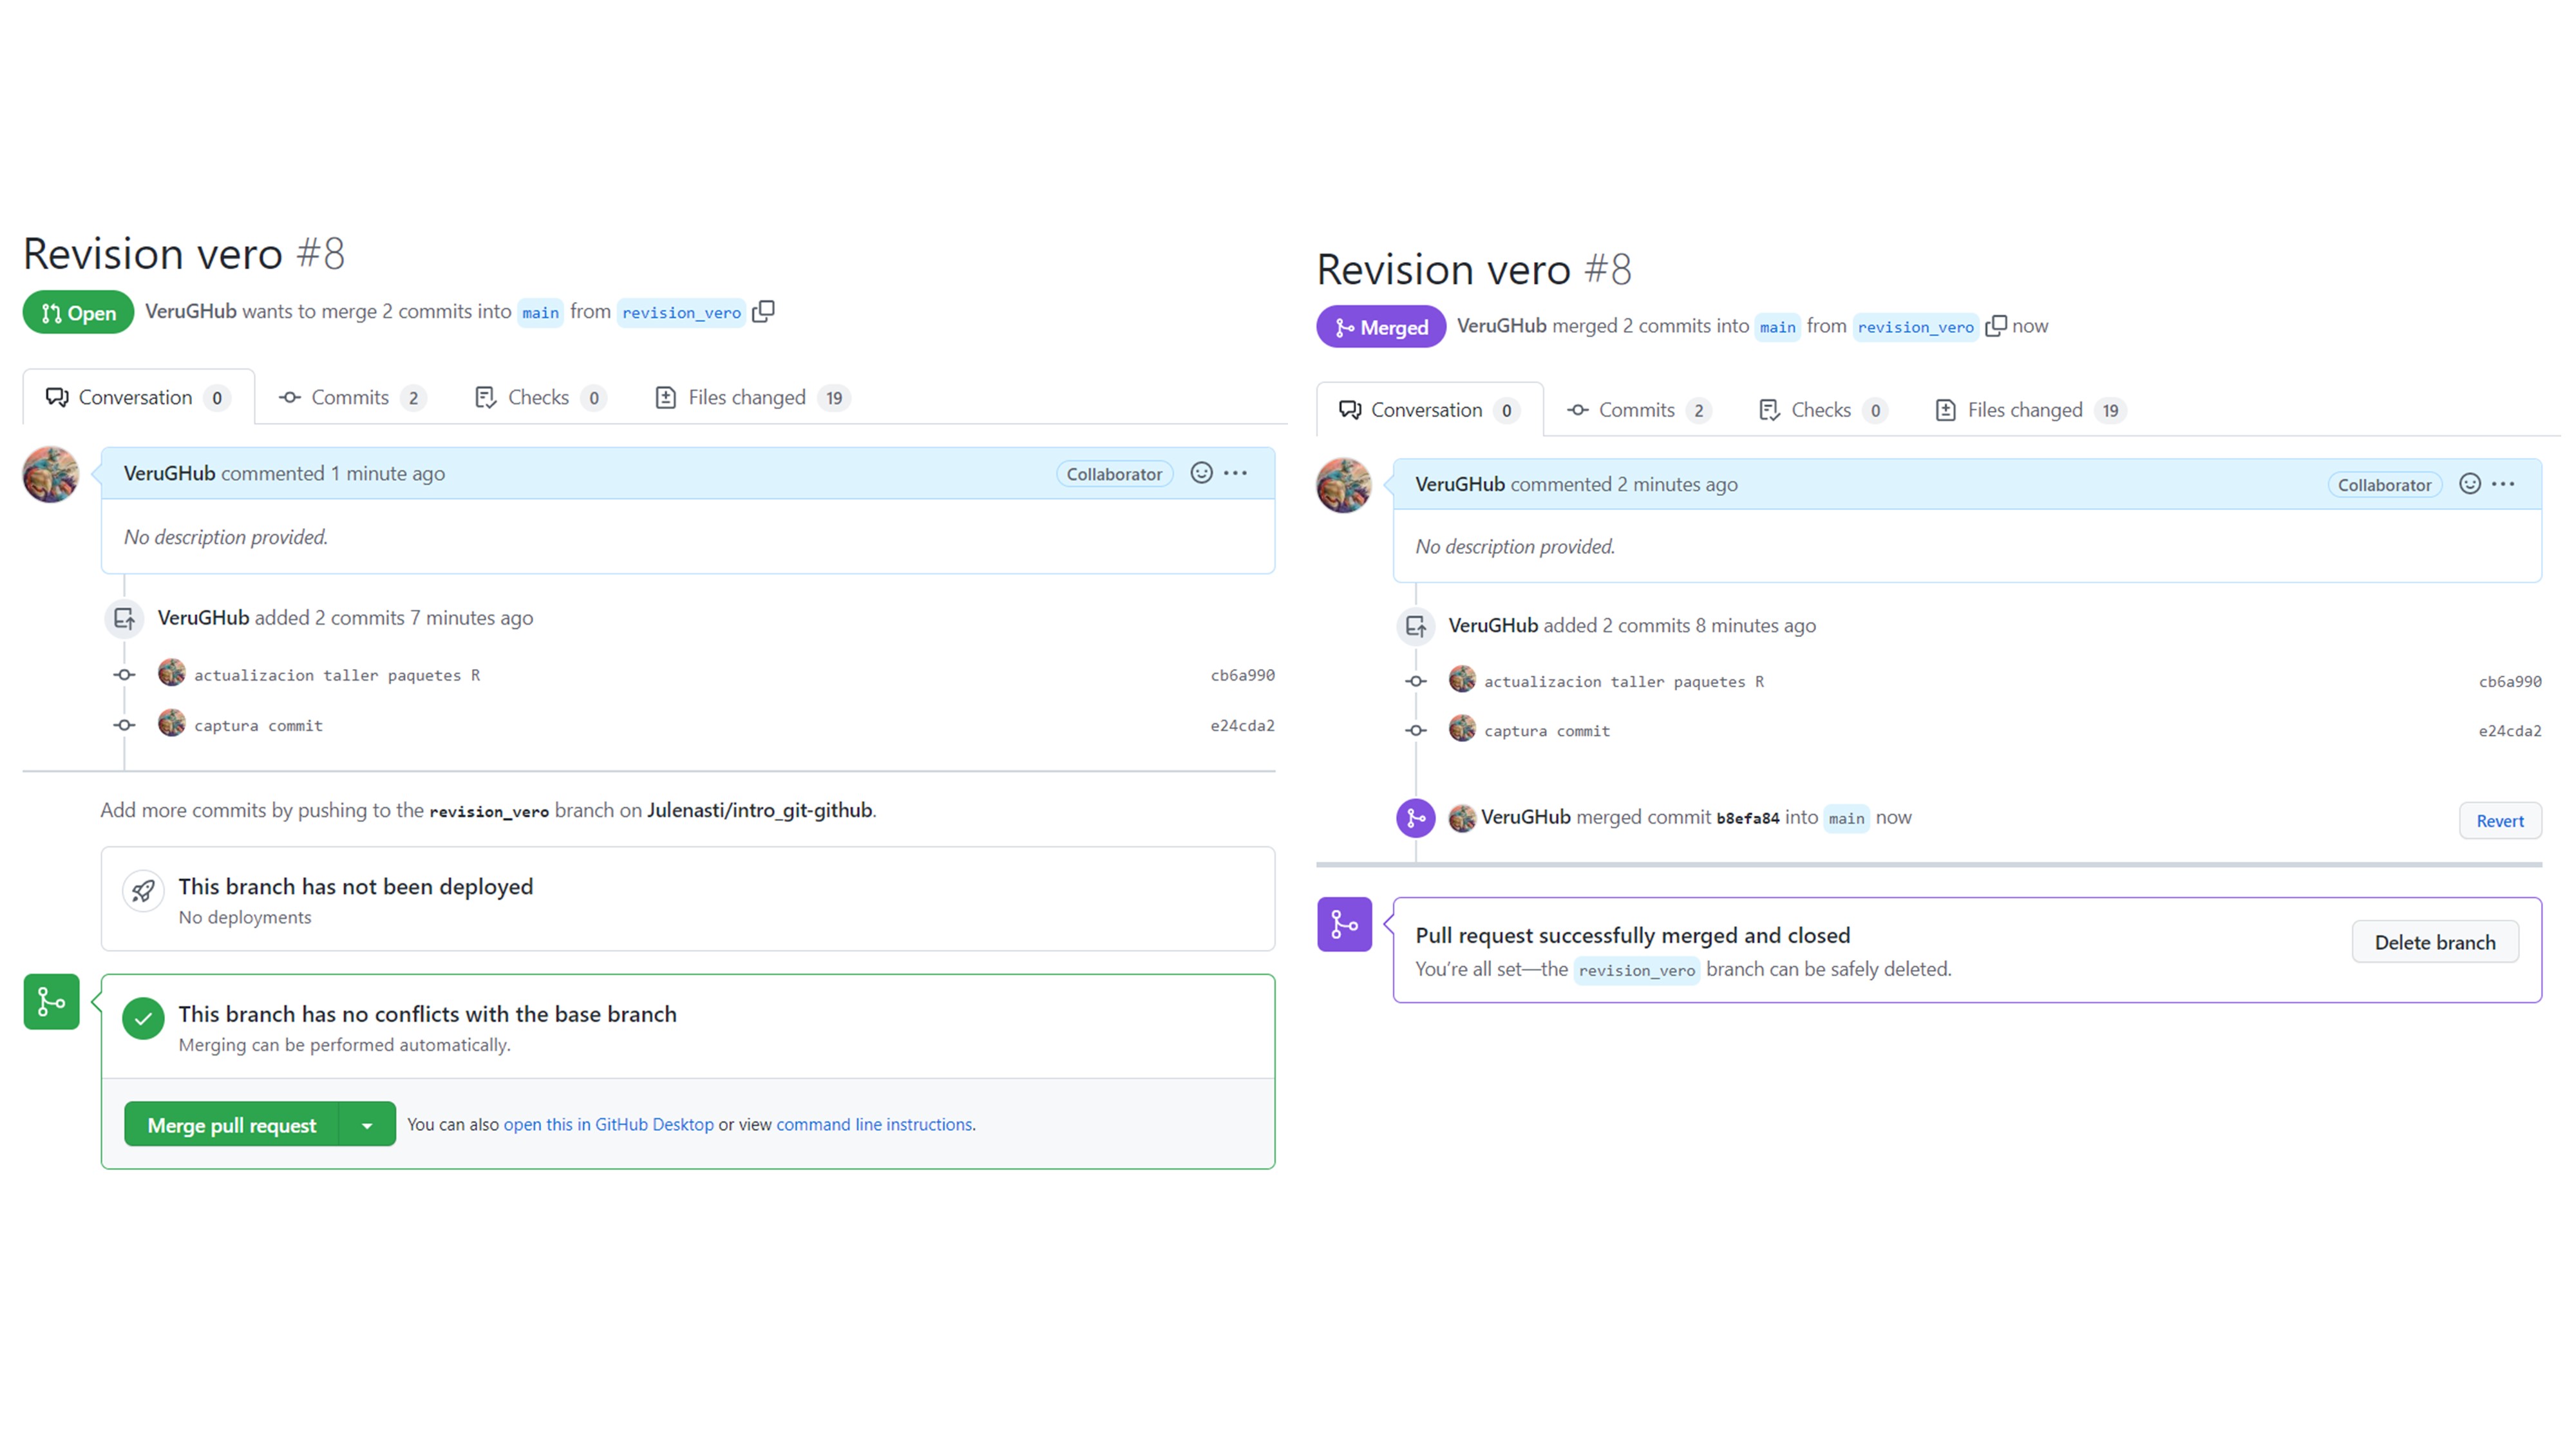 Revision vero #8
Open VeruGHub wants to merge 2 commits into main from revision_vero
Conversation 0 Commits 2 Checks 0 Files changed 19
VeruGHub commented 1 minute ago Collaborator
No description provided.
VeruGHub added 2 commits 7 minutes ago
actualizacion taller paquetes R cb6a990
captura commit e24cda2
Add more commits by pushing to the revision_vero branch on Julenasti/intro_git-github.
This branch has not been deployed
No deployments
This branch has no conflicts with the base branch
Merging can be performed automatically.
Merge pull request You can also open this in GitHub Desktop or view command line instructions.
Revision vero #8
Merged VeruGHub merged 2 commits into main from revision_vero now
Conversation 0 Commits 2 Checks 0 Files changed 19
VeruGHub commented 2 minutes ago Collaborator
No description provided.
VeruGHub added 2 commits 8 minutes ago
actualizacion taller paquetes R cb6a990
captura commit e24cda2
VeruGHub merged commit b8efa84 into main now Revert
Pull request successfully merged and closed
You're all set—the revision_vero branch can be safely deleted.
Delete branch